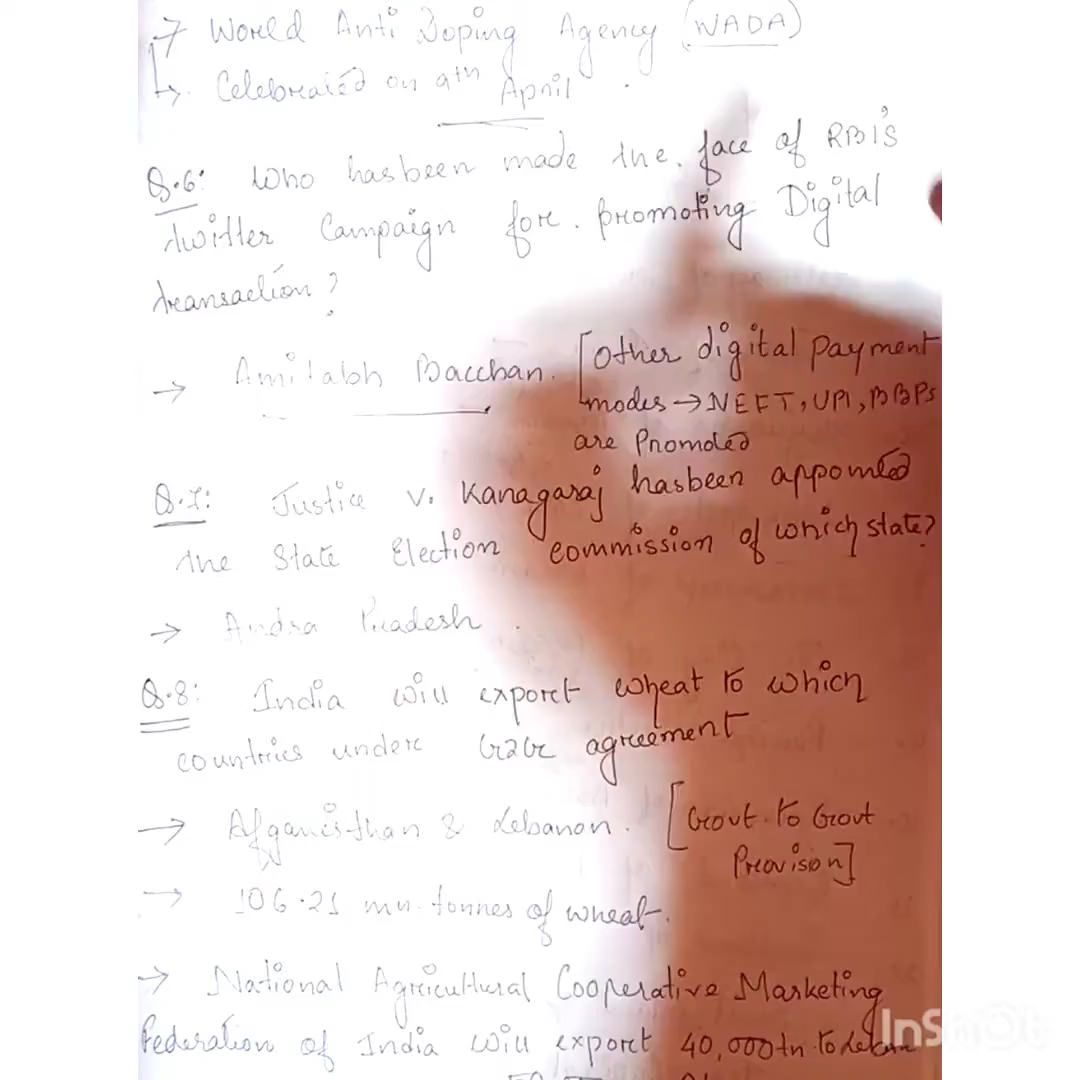 → World Anti Doping Agency (WADA)
↳ Celebrated on 9th April.
Q.6: Who hasbeen made the face of RBI's
twitter Campaign for promoting Digital
transaction?
→ Amitabh Bacchan. [Other digital payment
modes → NEFT, UPI, BBPs
are Promoted
Q.7: Justice V. Kanagaraj hasbeen appointed
the State Election commission of which state?
→ Andra Pradesh.
Q.8: India will export wheat to which
countries under G2G agreement
→ Afganisthan & Lebanon. [Govt. to Govt
Provision]
→ 106.21 mn. tonnes of wheat.
→ National Agricultural Cooperative Marketing
Federation of India will export 40,000tn to
InShOt